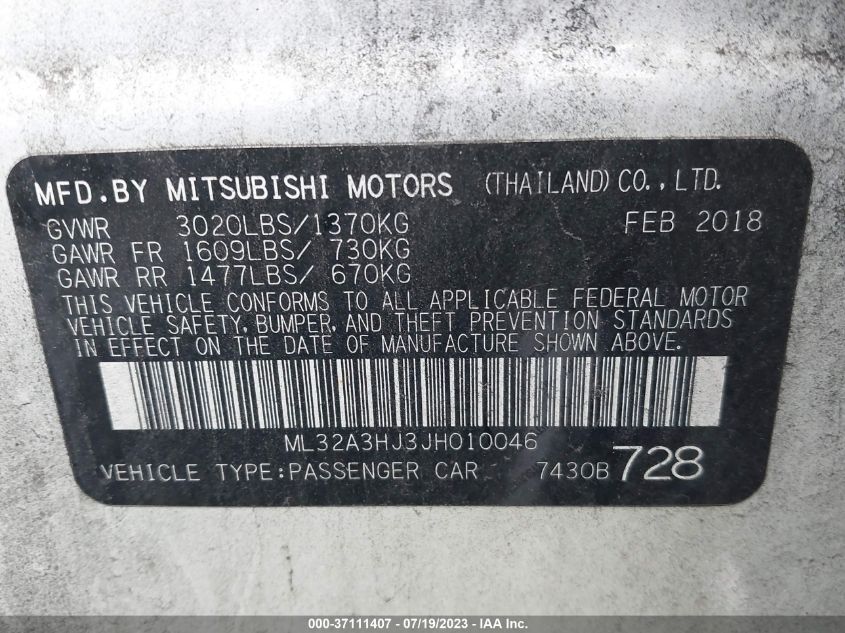 MFD.BY MITSUBISHI MOTORS (THAILAND) CO., LTD.
GVWR 3020LBS/1370KG FEB 2018
GAWR FR 1609LBS/ 730KG
GAWR RR 1477LBS/ 670KG
THIS VEHICLE CONFORMS TO ALL APPLICABLE FEDERAL MOTOR
VEHICLE SAFETY, BUMPER, AND THEFT PREVENTION STANDARDS
IN EFFECT ON THE DATE OF MANUFACTURE SHOWN ABOVE.
ML32A3HJ3JH010046
VEHICLE TYPE:PASSENGER CAR 7430B 728
000-37111407 - 07/19/2023 - IAA Inc.